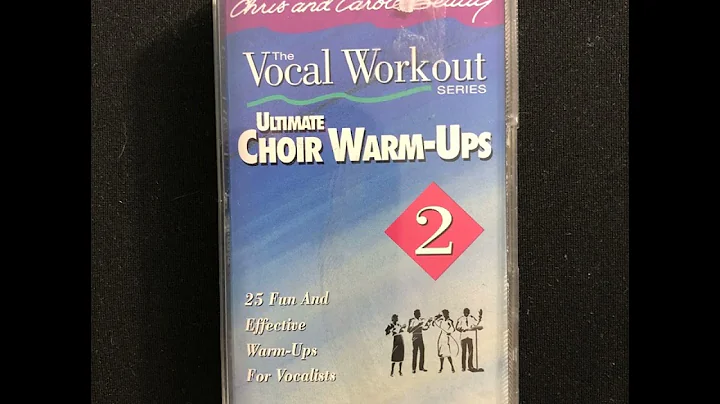 Chris and Carole Beatty
The
Vocal Workout
SERIES
ULTIMATE
CHOIR WARM-UPS
2
25 Fun And
Effective
Warm-Ups
For Vocalists